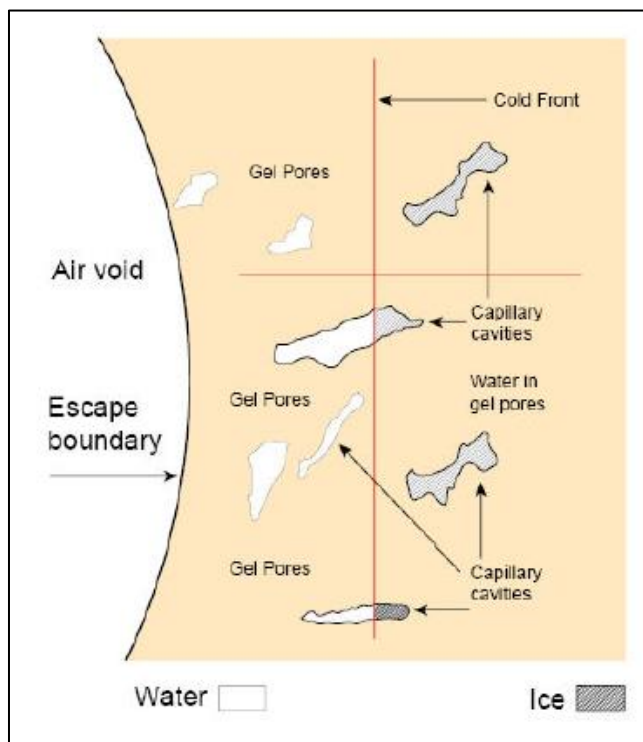 Cold Front
Gel Pores
Air void
Capillary
cavities
Water in
gel pores
Gel Pores
Escape
boundary
Gel Pores
Capillary
cavities
Water
Ice